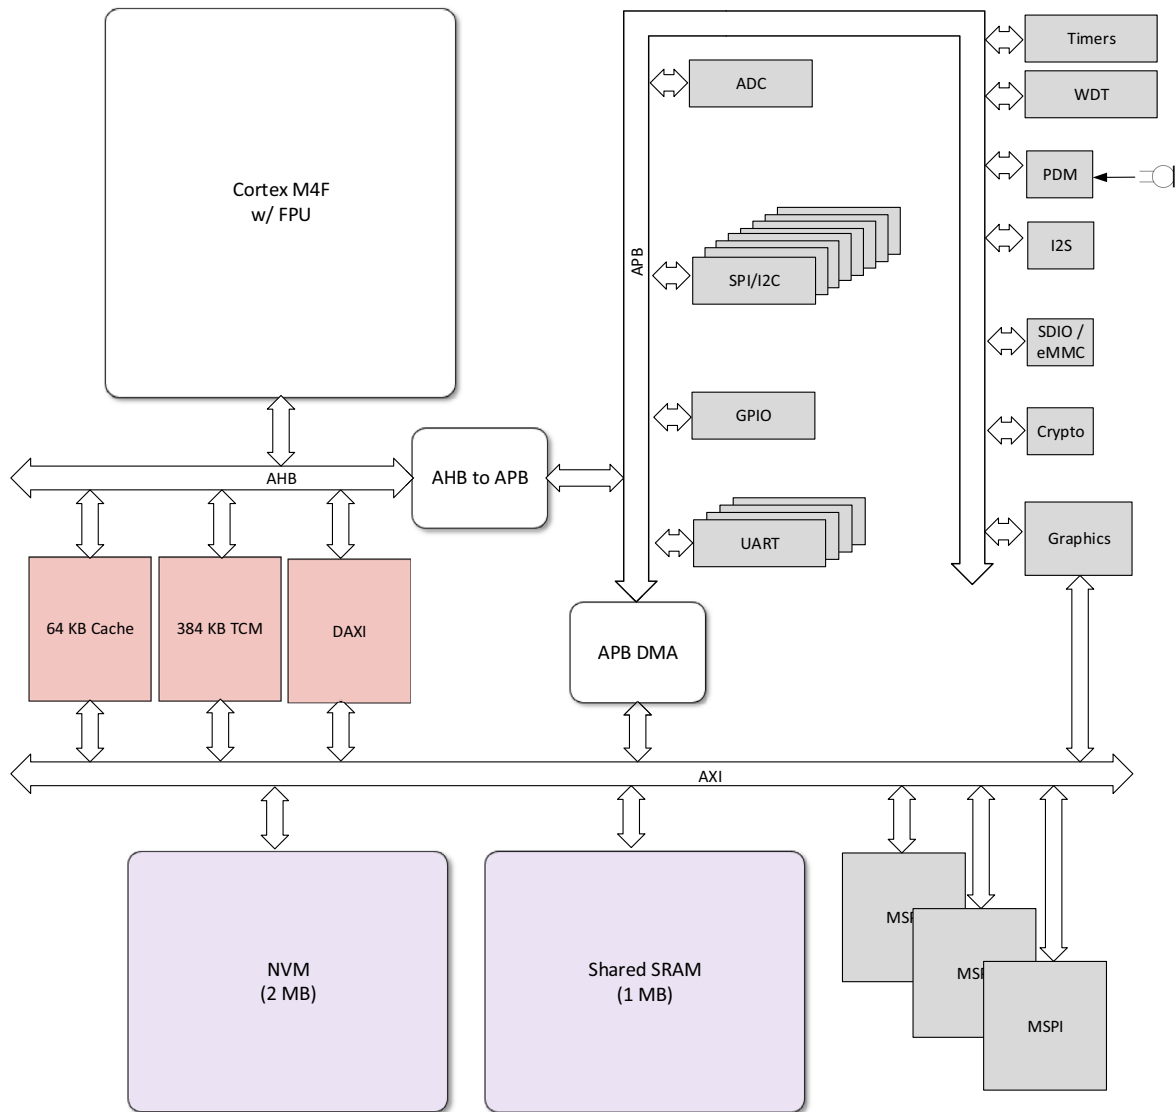 Cortex M4F
w/ FPU
ADC
APB
SPI/I2C
GPIO
UART
Timers
WDT
PDM
I2S
SDIO /
eMMC
Crypto
Graphics
AHB
AHB to APB
64 KB Cache
384 KB TCM
DAXI
APB DMA
AXI
NVM
(2 MB)
Shared SRAM
(1 MB)
MSPI